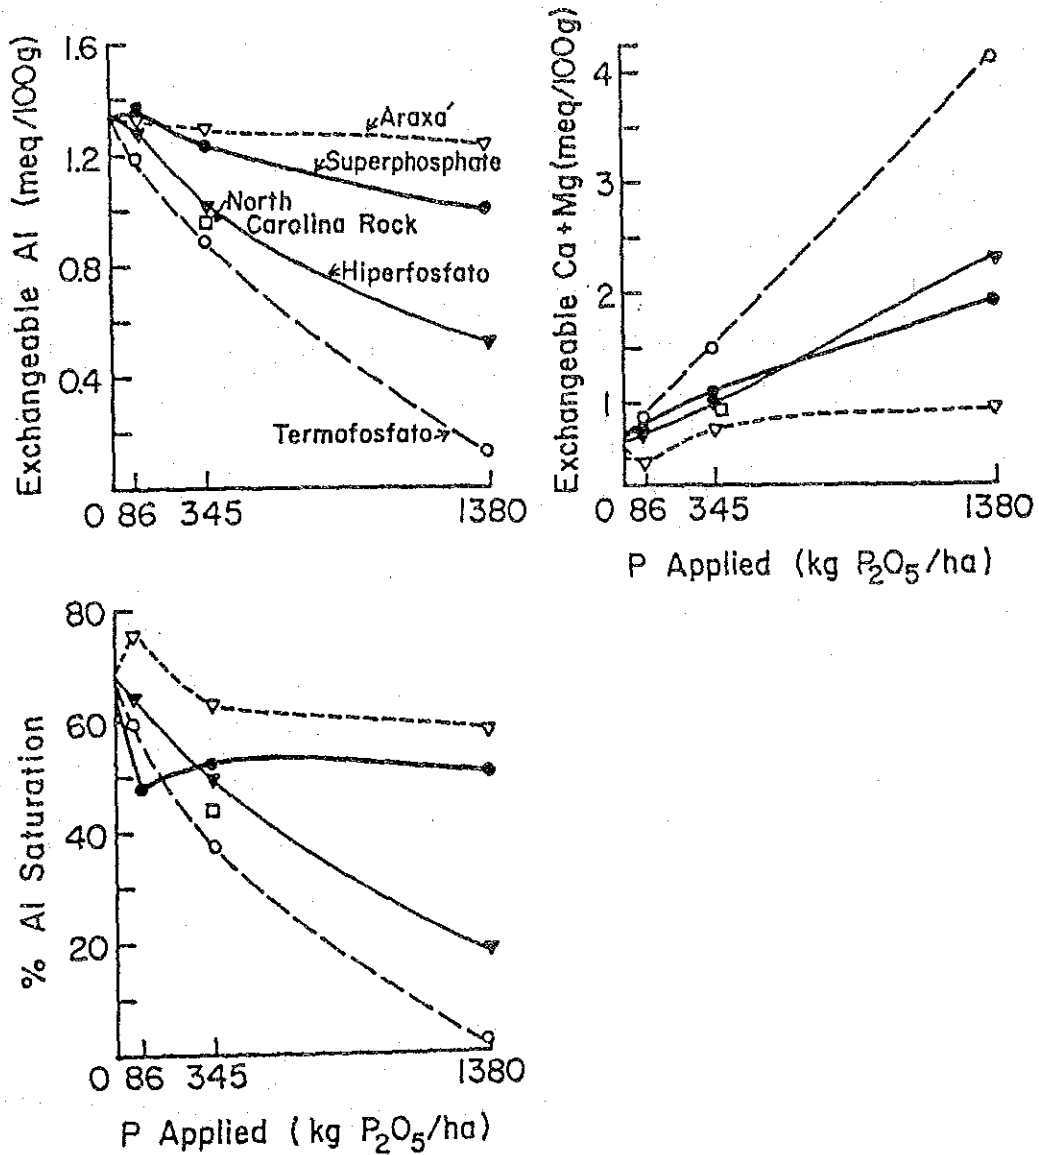 Exchangeable Al (meq/100g)
1.6
1.2
0.8
0.4
0 86 345 1380
Araxá
Superphosphate
North
Carolina Rock
Hiperfosfato
Termofosfato
Exchangeable Ca + Mg (meq/100g)
4
3
2
1
0 86 345 1380
P Applied (kg P₂O₅/ha)
% Al Saturation
80
60
40
20
0 86 345 1380
P Applied (kg P₂O₅/ha)